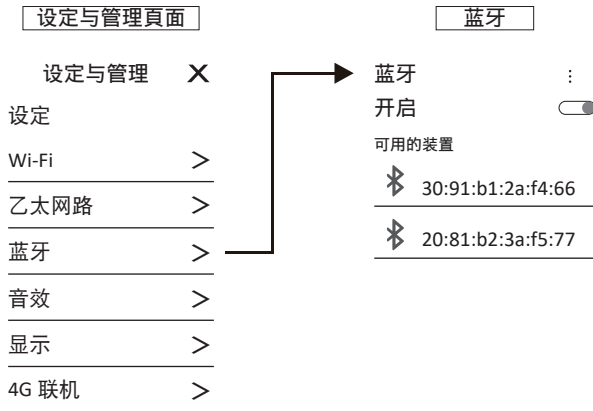 设定与管理頁面
设定与管理 X
设定
Wi-Fi >
乙太网路 >
蓝牙 >
音效 >
显示 >
4G 联机 >
蓝牙
蓝牙 ⋮
开启
可用的装置
30:91:b1:2a:f4:66
20:81:b2:3a:f5:77